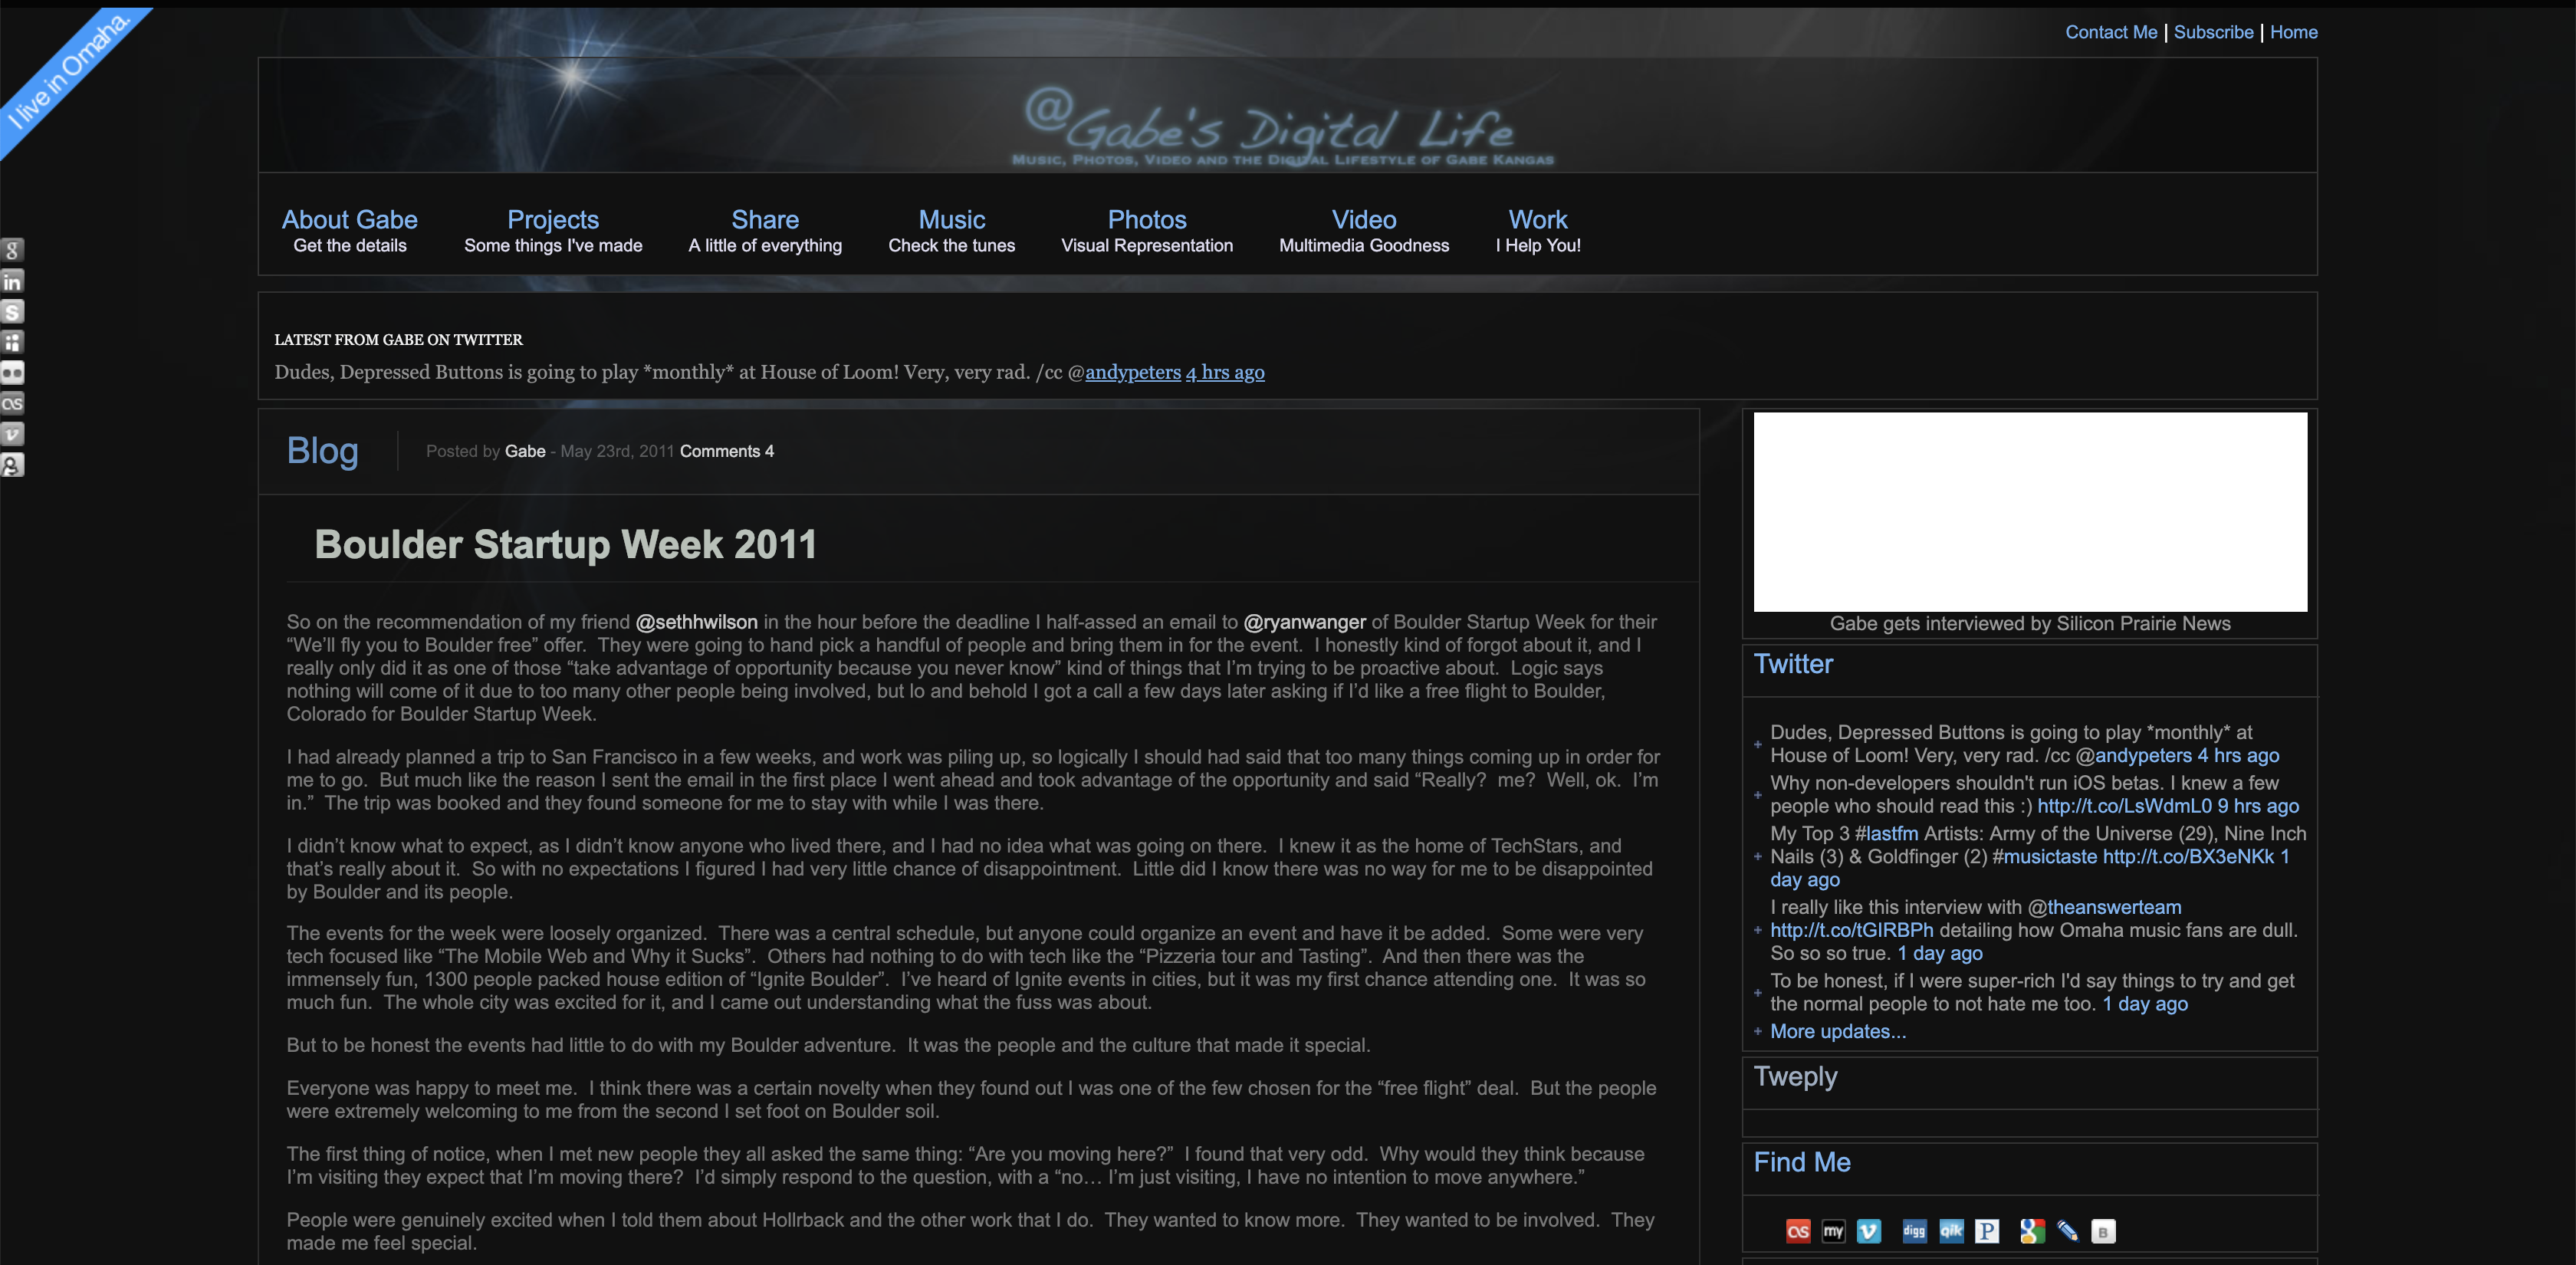 I live in Omaha.
Contact Me | Subscribe | Home
@Gabe's Digital Life
Music, Photos, Video and the Digital Lifestyle of Gabe Kangas
About Gabe
Get the details
Projects
Some things I've made
Share
A little of everything
Music
Check the tunes
Photos
Visual Representation
Video
Multimedia Goodness
Work
I Help You!
LATEST FROM GABE ON TWITTER
Dudes, Depressed Buttons is going to play *monthly* at House of Loom! Very, very rad. /cc @andypeters 4 hrs ago
Blog
Posted by Gabe - May 23rd, 2011 Comments 4
Boulder Startup Week 2011
So on the recommendation of my friend @sethhwilson in the hour before the deadline I half-assed an email to @ryanwanger of Boulder Startup Week for their
“We’ll fly you to Boulder free” offer.  They were going to hand pick a handful of people and bring them in for the event.  I honestly kind of forgot about it, and I
really only did it as one of those “take advantage of opportunity because you never know” kind of things that I’m trying to be proactive about.  Logic says
nothing will come of it due to too many other people being involved, but lo and behold I got a call a few days later asking if I’d like a free flight to Boulder,
Colorado for Boulder Startup Week.
I had already planned a trip to San Francisco in a few weeks, and work was piling up, so logically I should had said that too many things coming up in order for
me to go.  But much like the reason I sent the email in the first place I went ahead and took advantage of the opportunity and said “Really?  me?  Well, ok.  I’m
in.”  The trip was booked and they found someone for me to stay with while I was there.
I didn’t know what to expect, as I didn’t know anyone who lived there, and I had no idea what was going on there.  I knew it as the home of TechStars, and
that’s really about it.  So with no expectations I figured I had very little chance of disappointment.  Little did I know there was no way for me to be disappointed
by Boulder and its people.
The events for the week were loosely organized.  There was a central schedule, but anyone could organize an event and have it be added.  Some were very
tech focused like “The Mobile Web and Why it Sucks”.  Others had nothing to do with tech like the “Pizzeria tour and Tasting”.  And then there was the
immensely fun, 1300 people packed house edition of “Ignite Boulder”.  I’ve heard of Ignite events in cities, but it was my first chance attending one.  It was so
much fun.  The whole city was excited for it, and I came out understanding what the fuss was about.
But to be honest the events had little to do with my Boulder adventure.  It was the people and the culture that made it special.
Everyone was happy to meet me.  I think there was a certain novelty when they found out I was one of the few chosen for the “free flight” deal.  But the people
were extremely welcoming to me from the second I set foot on Boulder soil.
The first thing of notice, when I met new people they all asked the same thing: “Are you moving here?”  I found that very odd.  Why would they think because
I’m visiting they expect that I’m moving there?  I’d simply respond to the question, with a “no… I’m just visiting, I have no intention to move anywhere.”
People were genuinely excited when I told them about Hollrback and the other work that I do.  They wanted to know more.  They wanted to be involved.  They
made me feel special.
Gabe gets interviewed by Silicon Prairie News
Twitter
Dudes, Depressed Buttons is going to play *monthly* at
House of Loom! Very, very rad. /cc @andypeters 4 hrs ago
Why non-developers shouldn't run iOS betas. I knew a few
people who should read this :) http://t.co/LsWdmL0 9 hrs ago
My Top 3 #lastfm Artists: Army of the Universe (29), Nine Inch
Nails (3) & Goldfinger (2) #musictaste http://t.co/BX3eNKk 1
day ago
I really like this interview with @theanswerteam
http://t.co/tGIRBPh detailing how Omaha music fans are dull.
So so so true. 1 day ago
To be honest, if I were super-rich I'd say things to try and get
the normal people to not hate me too. 1 day ago
More updates...
Tweply
Find Me
my
digg
qik
P
B